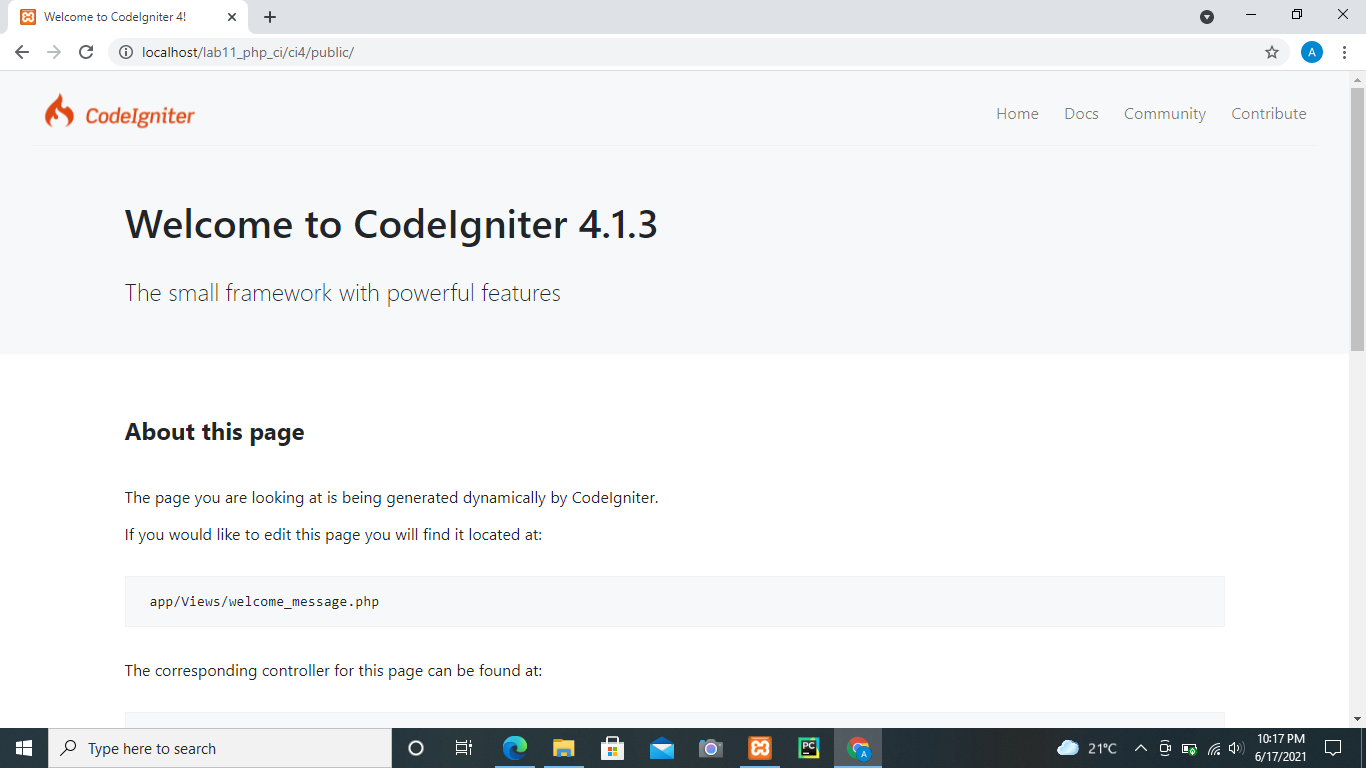 Welcome to CodeIgniter 4!
localhost/lab11_php_ci/ci4/public/
A
CodeIgniter
Home Docs Community Contribute
Welcome to CodeIgniter 4.1.3
The small framework with powerful features
About this page
The page you are looking at is being generated dynamically by CodeIgniter.
If you would like to edit this page you will find it located at:
app/Views/welcome_message.php
The corresponding controller for this page can be found at:
Type here to search
PC
A
21°C
10:17 PM
6/17/2021